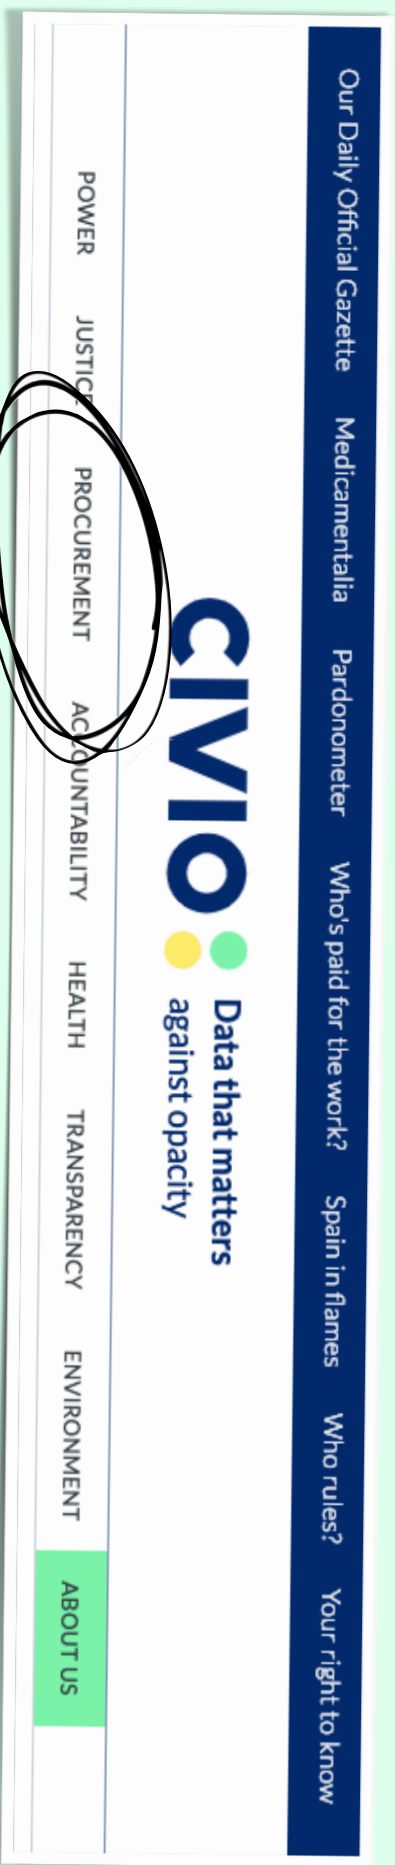 Our Daily Official Gazette Medicamentalia Pardonometer Who's paid for the work? Spain in flames Who rules? Your right to know
CIVIO
Data that matters
against opacity
POWER JUSTICE PROCUREMENT ACCOUNTABILITY HEALTH TRANSPARENCY ENVIRONMENT ABOUT US